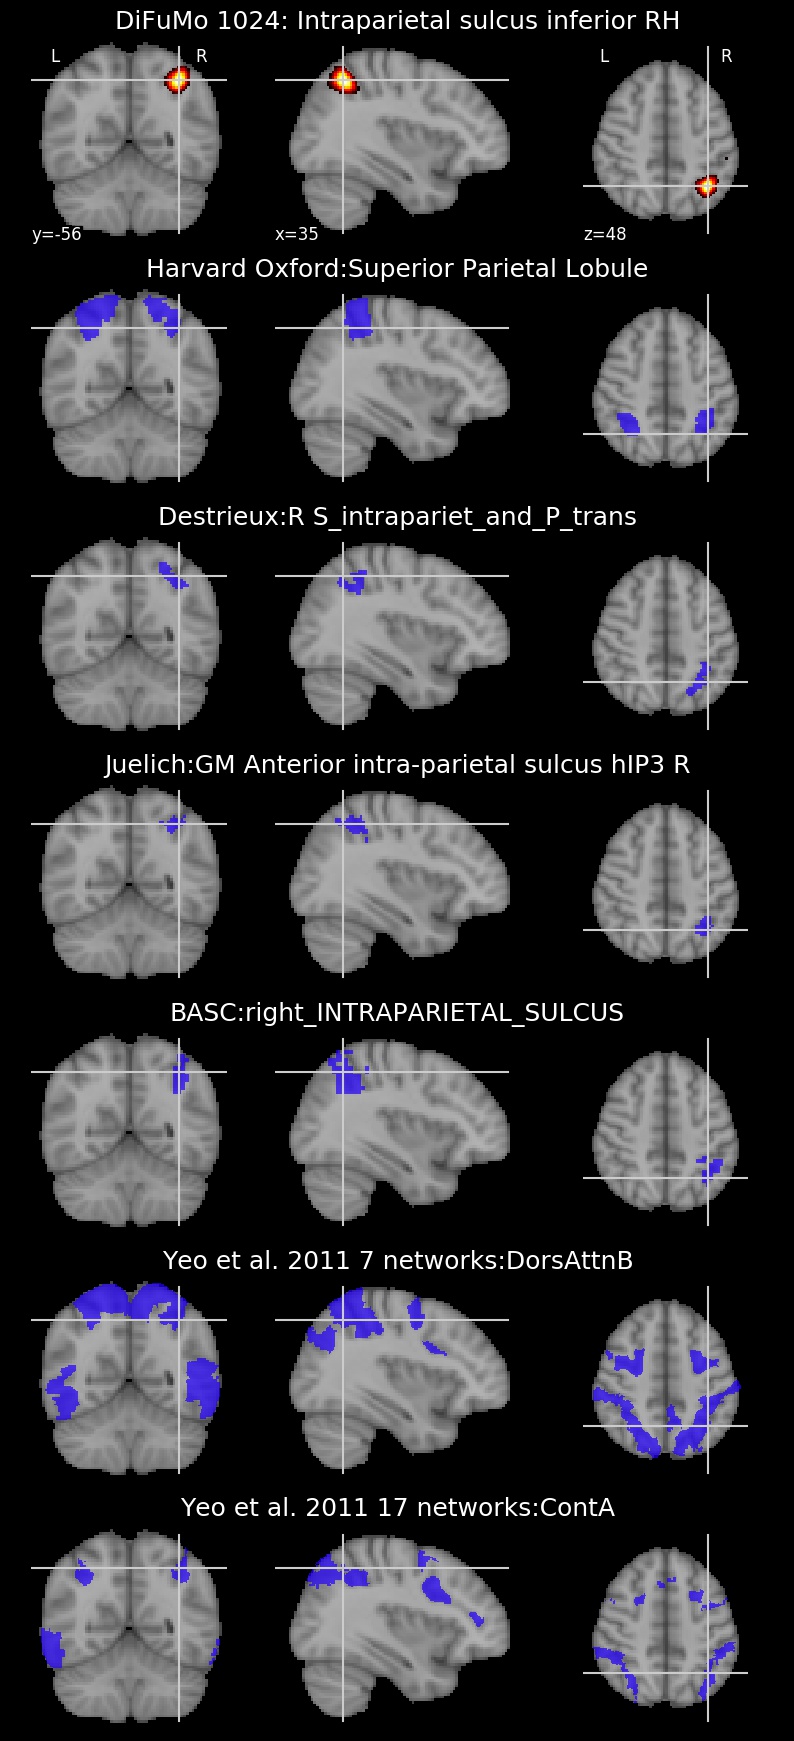 DiFuMo 1024: Intraparietal sulcus inferior RH
L R L R
y=-56 x=35 z=48
Harvard Oxford:Superior Parietal Lobule
Destrieux:R S_intrapariet_and_P_trans
Juelich:GM Anterior intra-parietal sulcus hIP3 R
BASC:right_INTRAPARIETAL_SULCUS
Yeo et al. 2011 7 networks:DorsAttnB
Yeo et al. 2011 17 networks:ContA